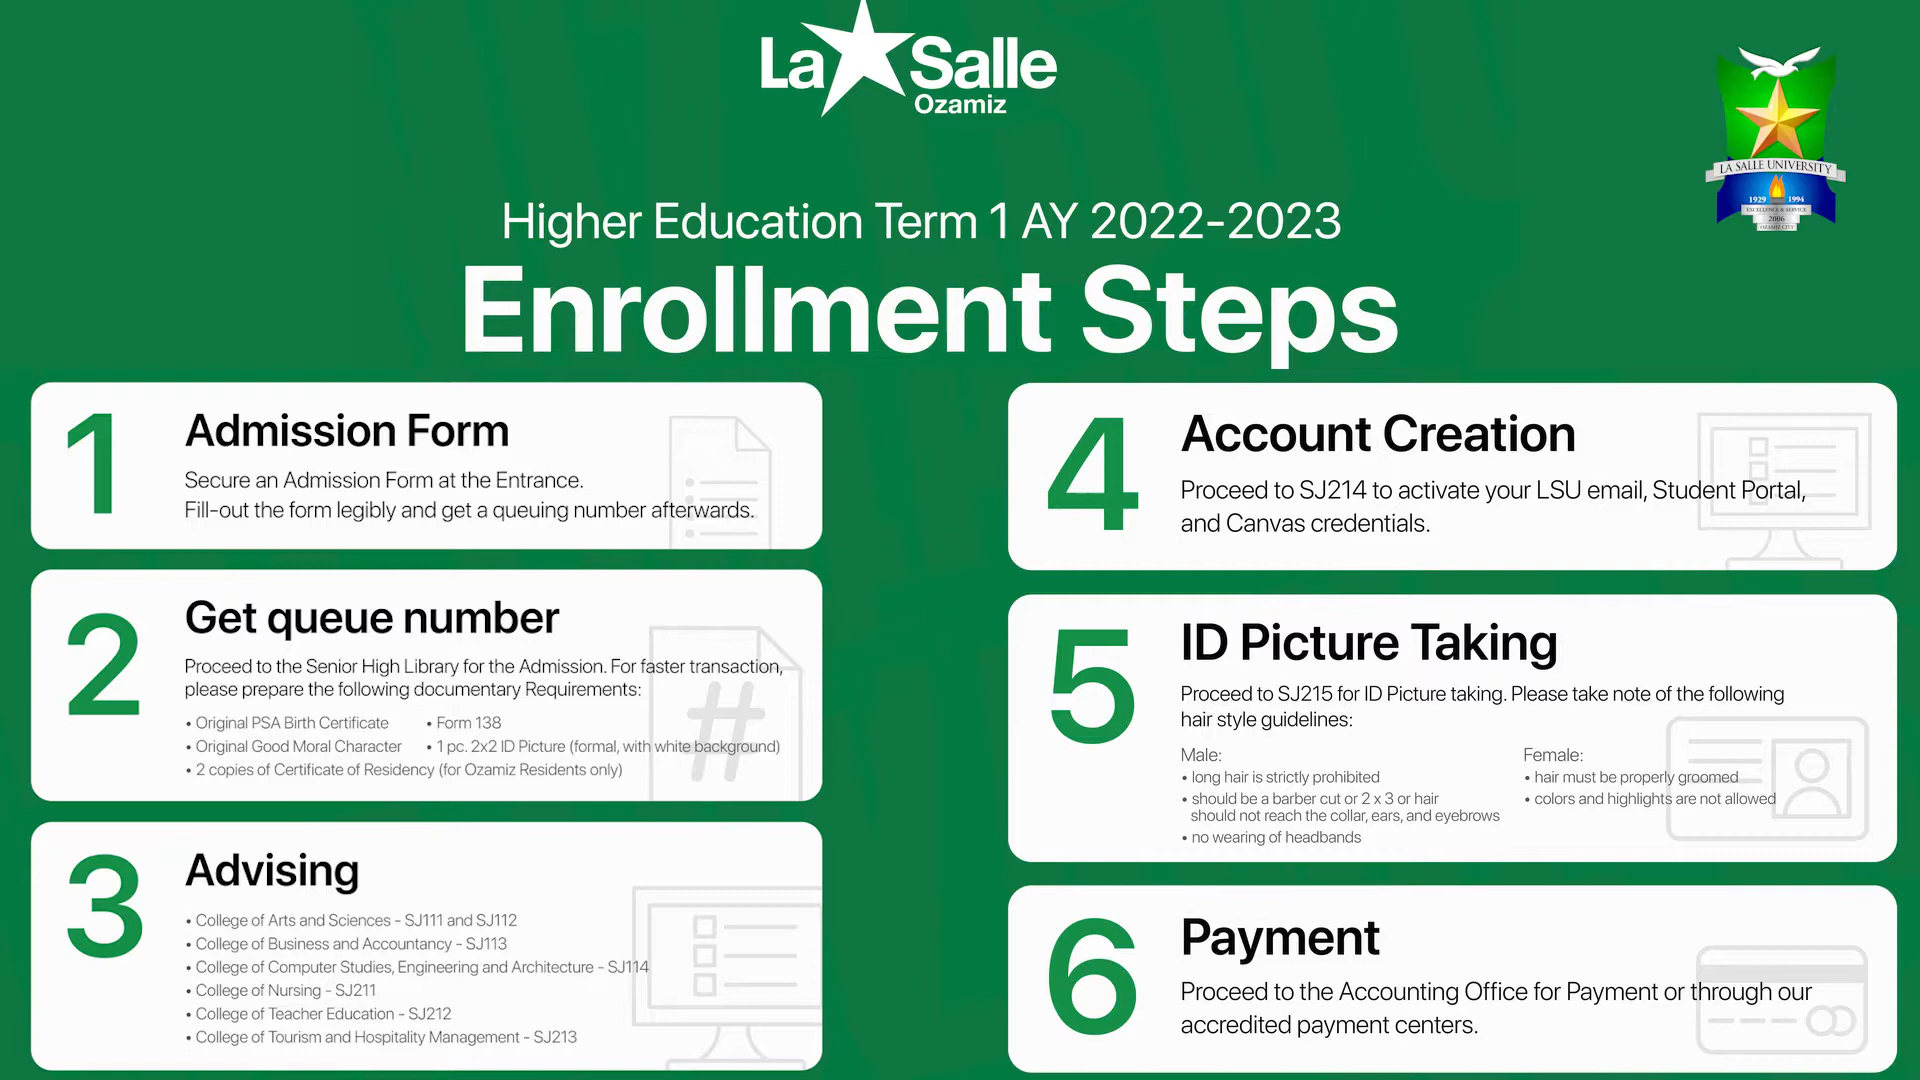 La Salle
Ozamiz
LA SALLE UNIVERSITY
1929 1994
EXCELLENCE & SERVICE
2006
OZAMIZ CITY
Higher Education Term 1 AY 2022-2023
Enrollment Steps
1
Admission Form
Secure an Admission Form at the Entrance.
Fill-out the form legibly and get a queuing number afterwards.
2
Get queue number
Proceed to the Senior High Library for the Admission. For faster transaction,
please prepare the following documentary Requirements:
• Original PSA Birth Certificate
• Original Good Moral Character
• 2 copies of Certificate of Residency (for Ozamiz Residents only)
• Form 138
• 1 pc. 2x2 ID Picture (formal, with white background)
#
3
Advising
• College of Arts and Sciences - SJ111 and SJ112
• College of Business and Accountancy - SJ113
• College of Computer Studies, Engineering and Architecture - SJ114
• College of Nursing - SJ211
• College of Teacher Education - SJ212
• College of Tourism and Hospitality Management - SJ213
4
Account Creation
Proceed to SJ214 to activate your LSU email, Student Portal,
and Canvas credentials.
5
ID Picture Taking
Proceed to SJ215 for ID Picture taking. Please take note of the following
hair style guidelines:
Male:
• long hair is strictly prohibited
• should be a barber cut or 2 x 3 or hair
should not reach the collar, ears, and eyebrows
• no wearing of headbands
Female:
• hair must be properly groomed
• colors and highlights are not allowed
6
Payment
Proceed to the Accounting Office for Payment or through our
accredited payment centers.